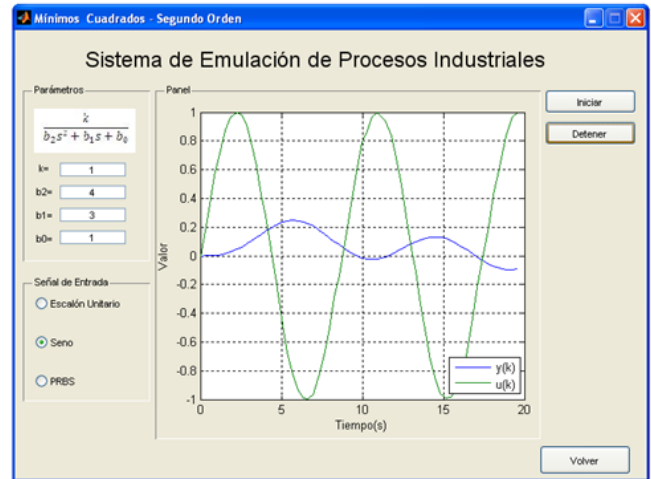 Mínimos Cuadrados - Segundo Orden
Sistema de Emulación de Procesos Industriales
Parámetros
k
b₂s² + b₁s + b₀
k= 1
b2= 4
b1= 3
b0= 1
Señal de Entrada
Escalón Unitario
Seno
PRBS
Panel
Valor
1
0.8
0.6
0.4
0.2
0
-0.2
-0.4
-0.6
-0.8
-1
0 5 10 15 20
Tiempo(s)
y(k)
u(k)
Iniciar
Detener
Volver